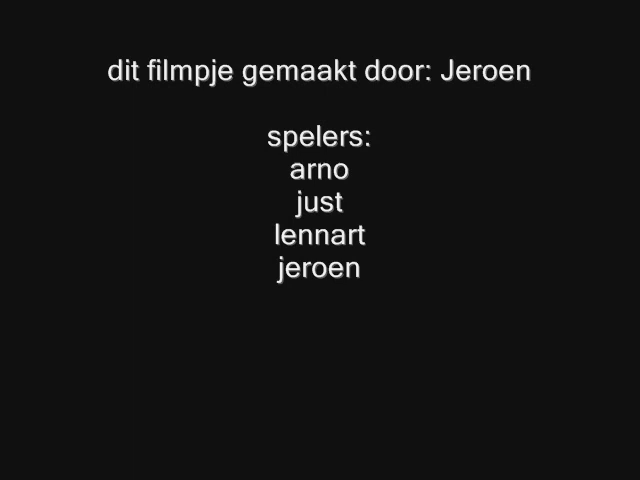 dit filmpje gemaakt door: Jeroen
spelers:
arno
just
lennart
jeroen